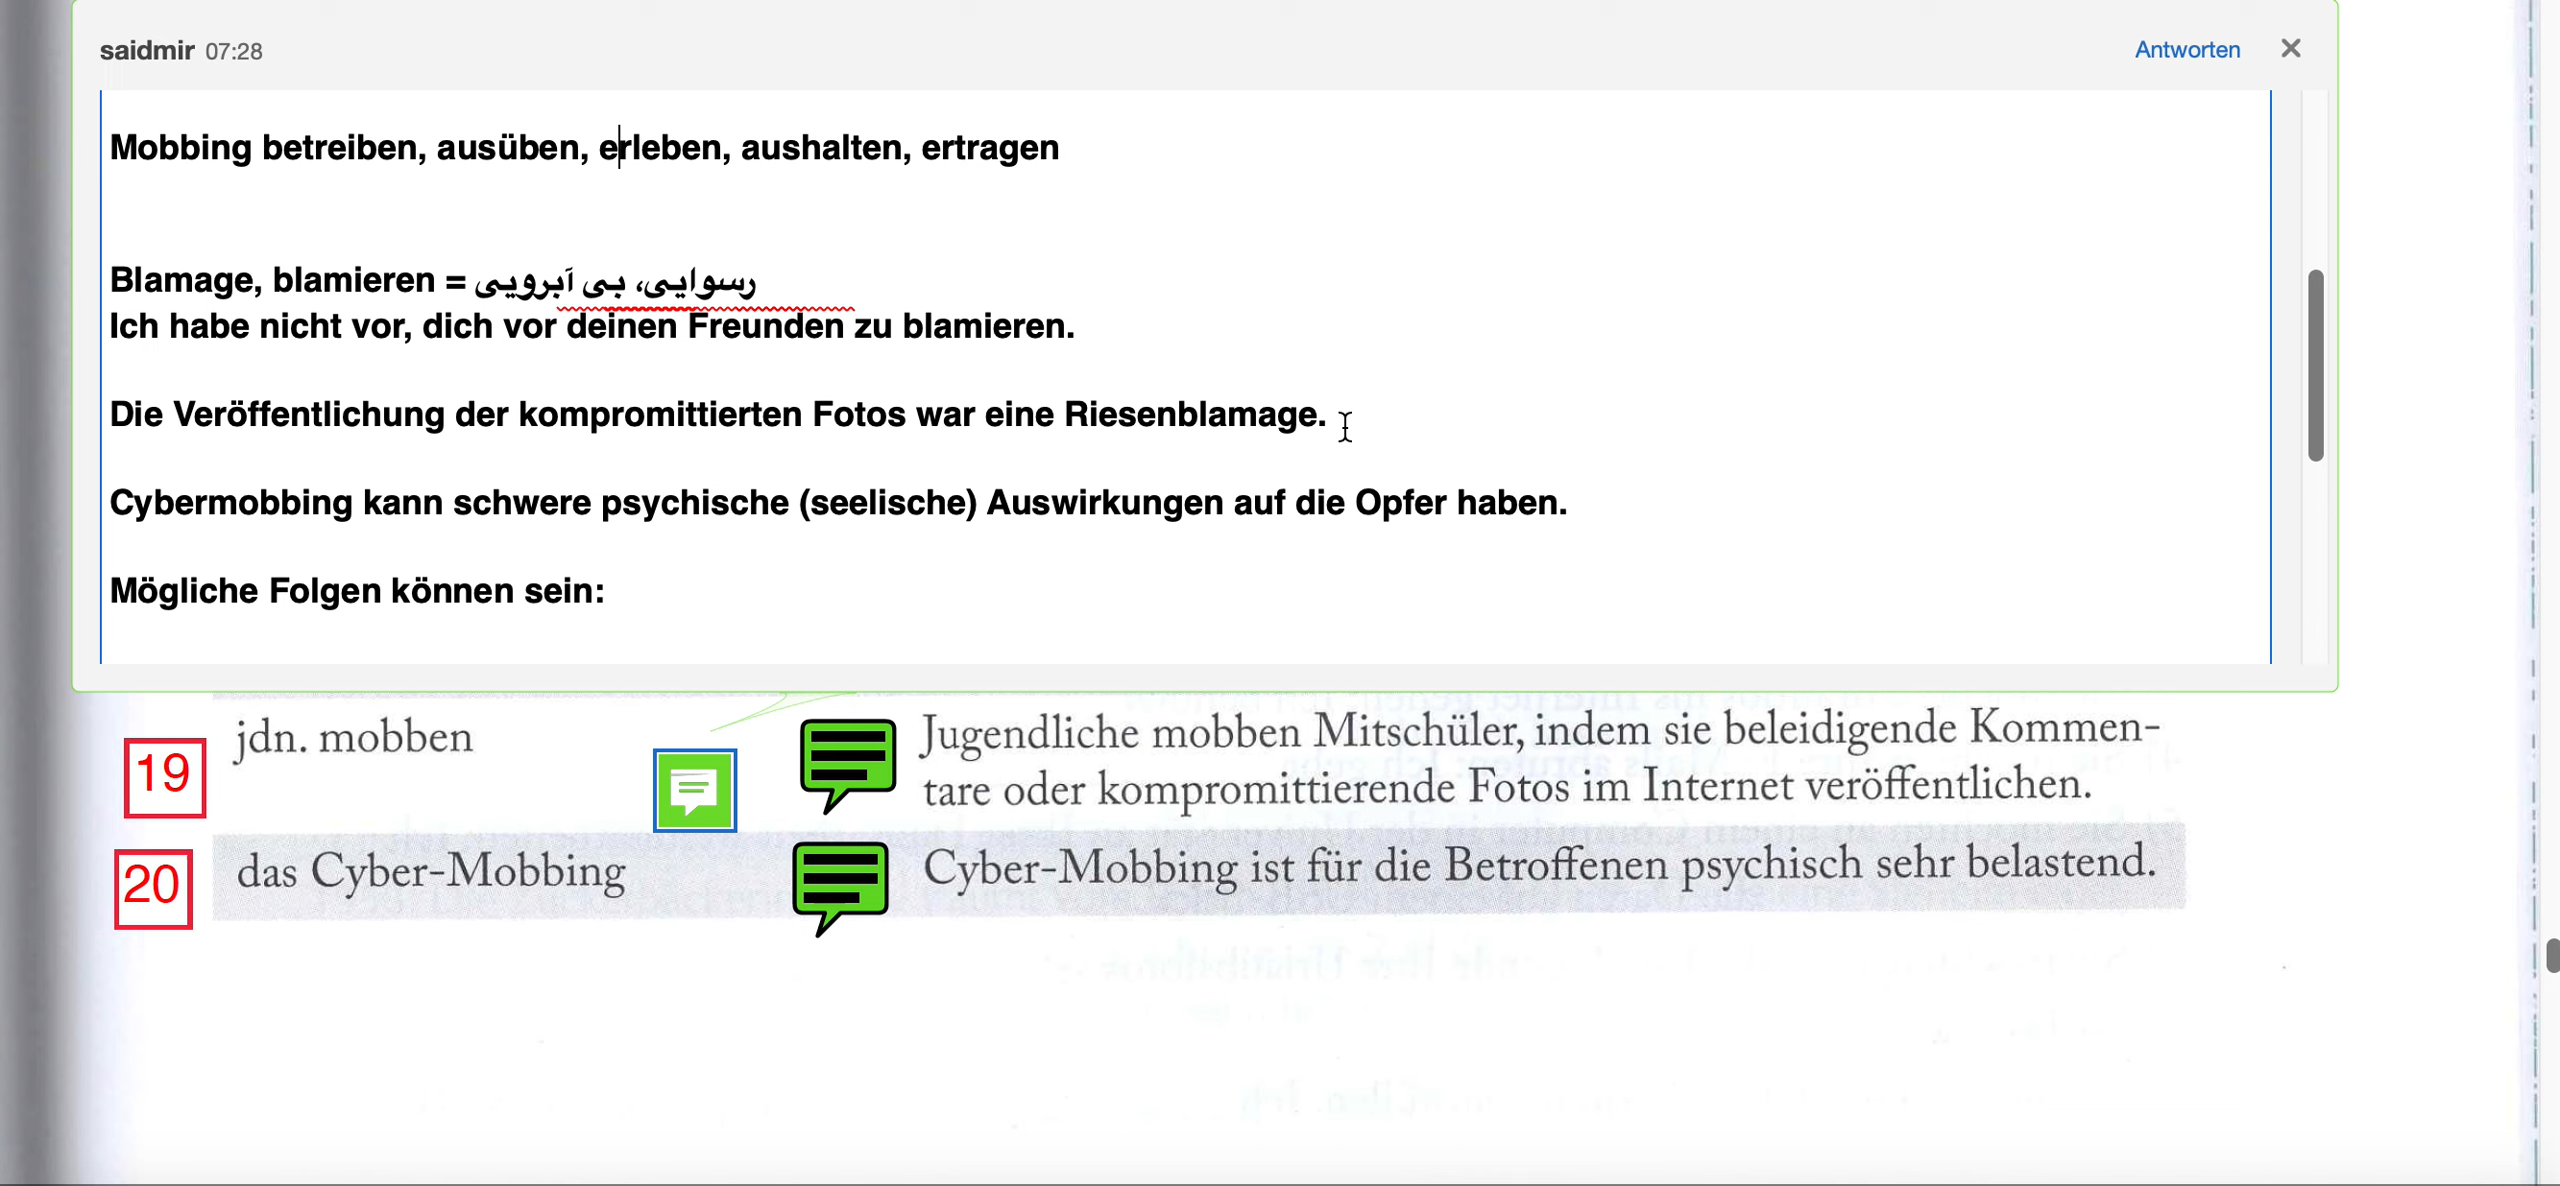 saidmir 07:28
Antworten
Mobbing betreiben, ausüben, erleben, aushalten, ertragen
Blamage, blamieren = رسوایی، بی آبرویی
Ich habe nicht vor, dich vor deinen Freunden zu blamieren.
Die Veröffentlichung der kompromittierten Fotos war eine Riesenblamage.
Cybermobbing kann schwere psychische (seelische) Auswirkungen auf die Opfer haben.
Mögliche Folgen können sein:
19 jdn. mobben
Jugendliche mobben Mitschüler, indem sie beleidigende Kommen-
tare oder kompromittierende Fotos im Internet veröffentlichen.
20 das Cyber-Mobbing
Cyber-Mobbing ist für die Betroffenen psychisch sehr belastend.